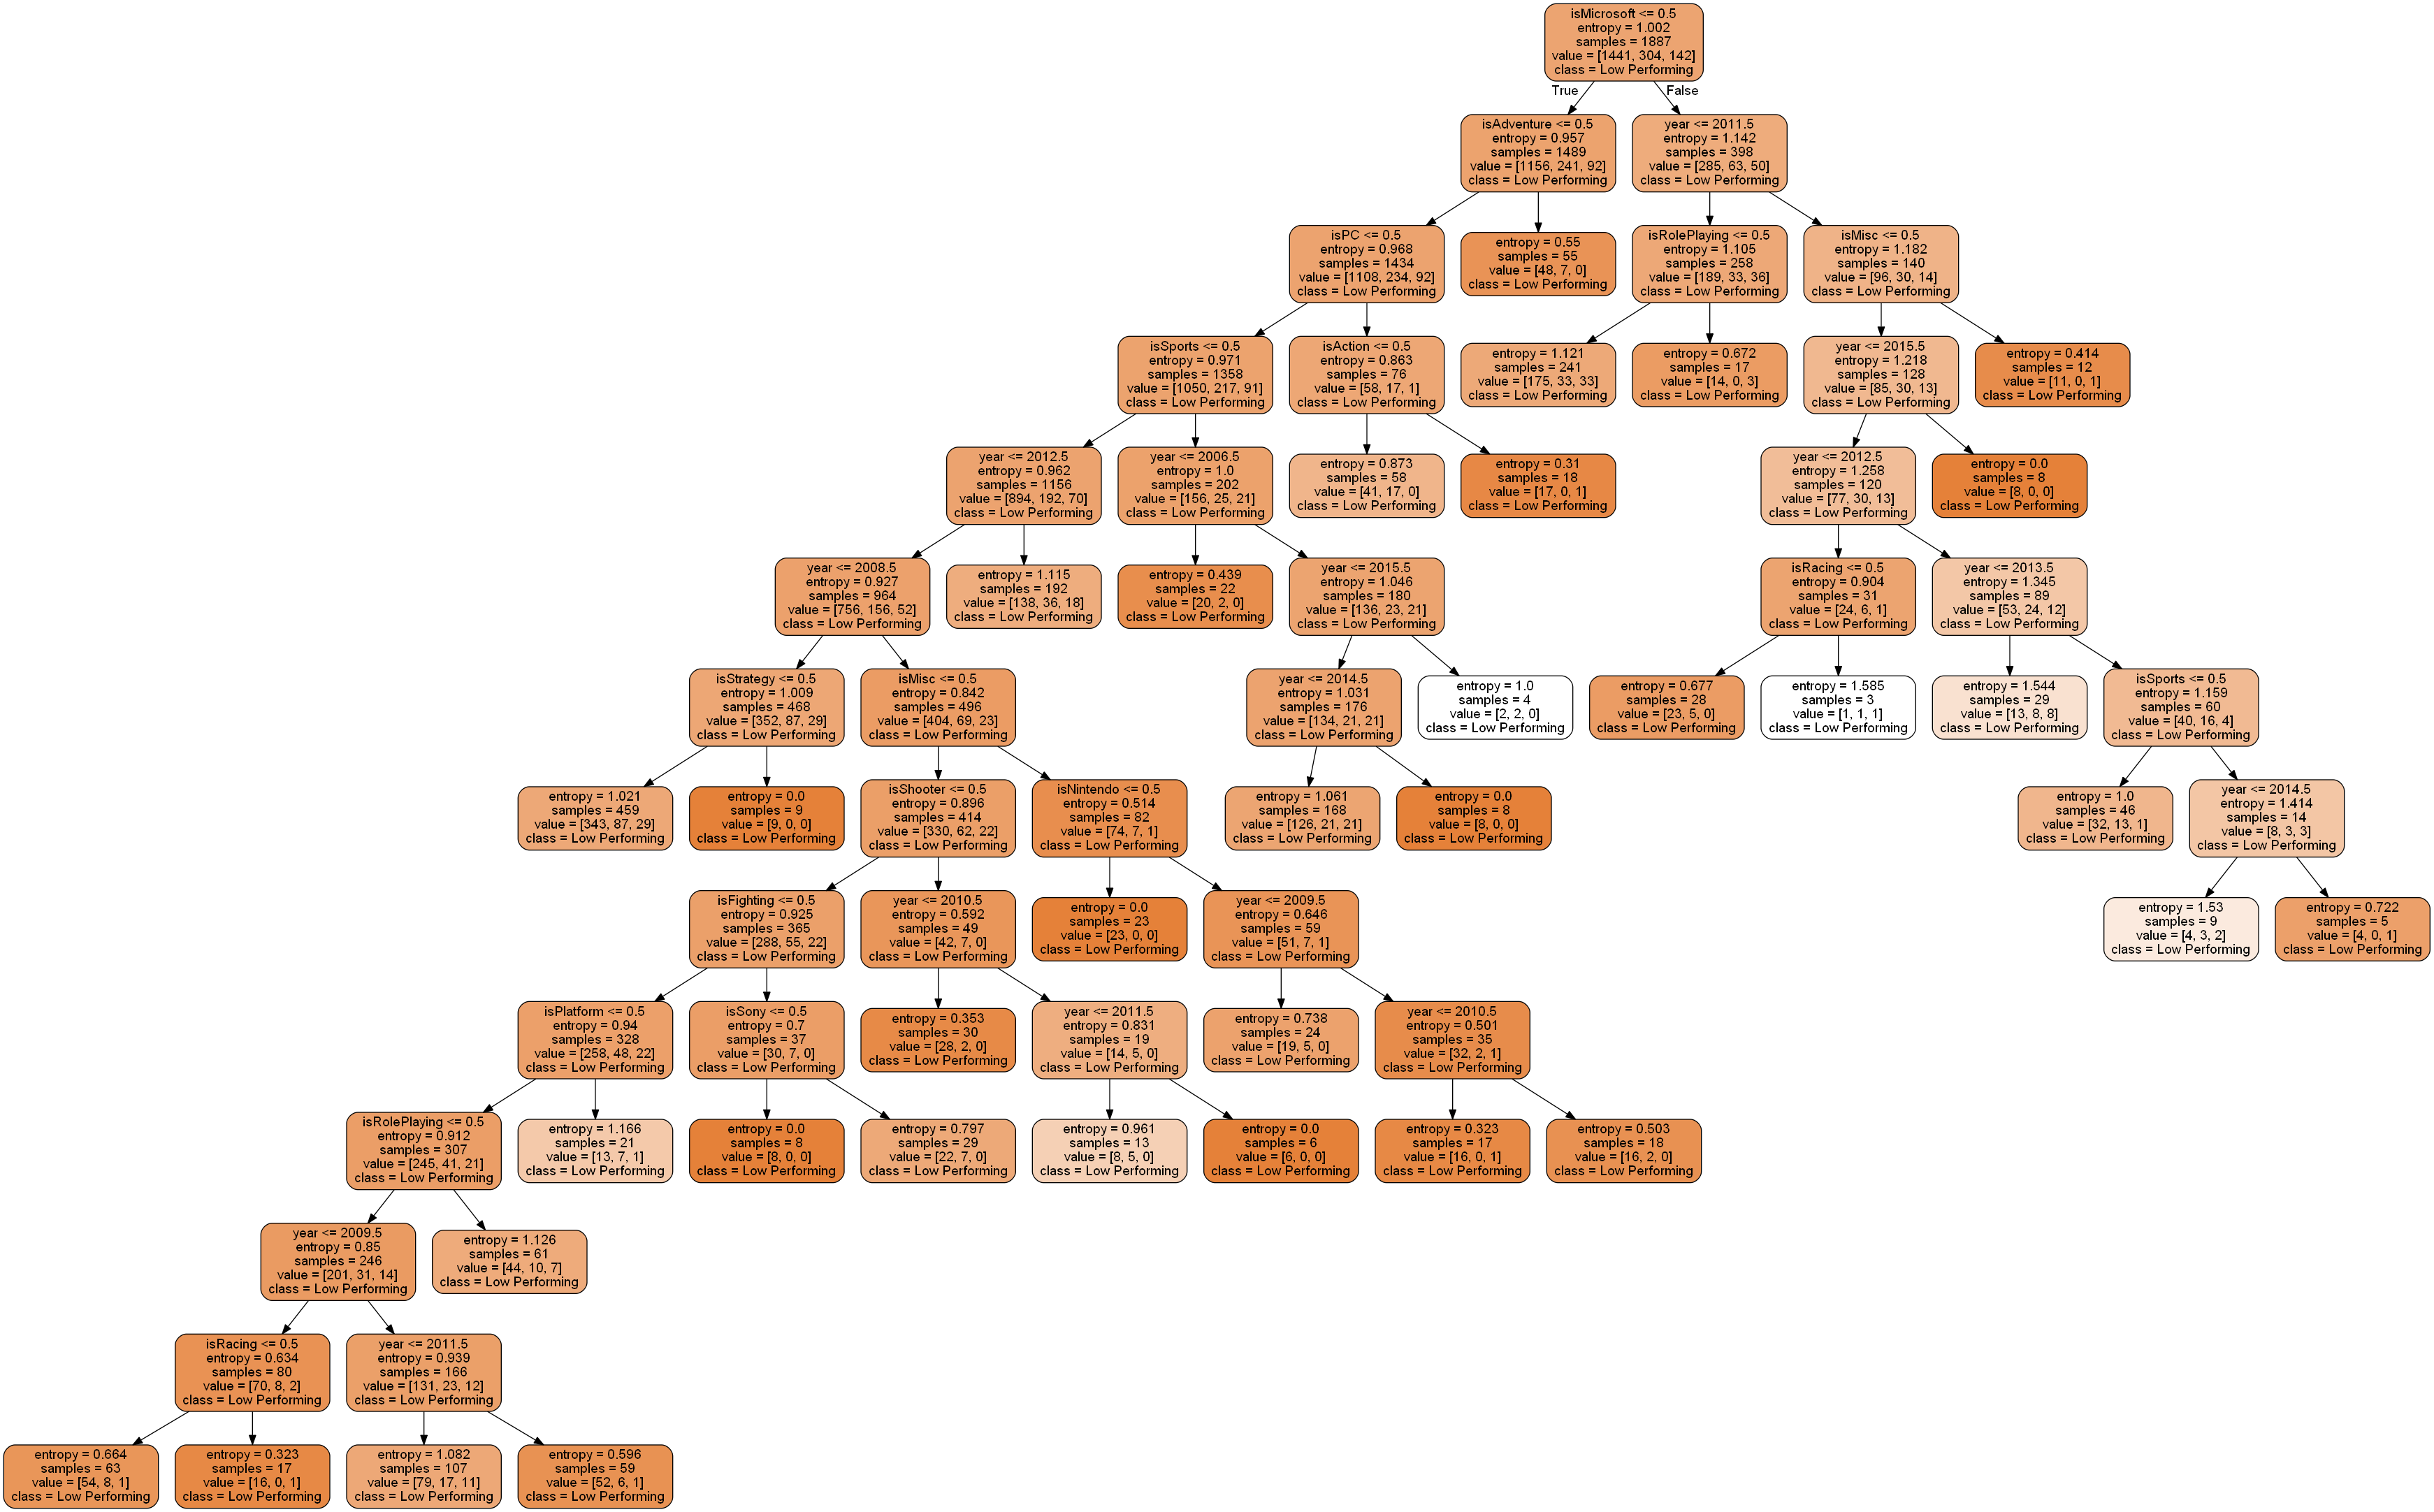 isMicrosoft <= 0.5
entropy = 1.002
samples = 1887
value = [1441, 304, 142]
class = Low Performing
True
False
isAdventure <= 0.5
entropy = 0.957
samples = 1489
value = [1156, 241, 92]
class = Low Performing
year <= 2011.5
entropy = 1.142
samples = 398
value = [285, 63, 50]
class = Low Performing
isPC <= 0.5
entropy = 0.968
samples = 1434
value = [1108, 234, 92]
class = Low Performing
entropy = 0.55
samples = 55
value = [48, 7, 0]
class = Low Performing
isRolePlaying <= 0.5
entropy = 1.105
samples = 258
value = [189, 33, 36]
class = Low Performing
isMisc <= 0.5
entropy = 1.182
samples = 140
value = [96, 30, 14]
class = Low Performing
isSports <= 0.5
entropy = 0.971
samples = 1358
value = [1050, 217, 91]
class = Low Performing
isAction <= 0.5
entropy = 0.863
samples = 76
value = [58, 17, 1]
class = Low Performing
entropy = 1.121
samples = 241
value = [175, 33, 33]
class = Low Performing
entropy = 0.672
samples = 17
value = [14, 0, 3]
class = Low Performing
year <= 2015.5
entropy = 1.218
samples = 128
value = [85, 30, 13]
class = Low Performing
entropy = 0.414
samples = 12
value = [11, 0, 1]
class = Low Performing
year <= 2012.5
entropy = 0.962
samples = 1156
value = [894, 192, 70]
class = Low Performing
year <= 2006.5
entropy = 1.0
samples = 202
value = [156, 25, 21]
class = Low Performing
entropy = 0.873
samples = 58
value = [41, 17, 0]
class = Low Performing
entropy = 0.31
samples = 18
value = [17, 0, 1]
class = Low Performing
year <= 2012.5
entropy = 1.258
samples = 120
value = [77, 30, 13]
class = Low Performing
entropy = 0.0
samples = 8
value = [8, 0, 0]
class = Low Performing
year <= 2008.5
entropy = 0.927
samples = 964
value = [756, 156, 52]
class = Low Performing
entropy = 1.115
samples = 192
value = [138, 36, 18]
class = Low Performing
entropy = 0.439
samples = 22
value = [20, 2, 0]
class = Low Performing
year <= 2015.5
entropy = 1.046
samples = 180
value = [136, 23, 21]
class = Low Performing
isRacing <= 0.5
entropy = 0.904
samples = 31
value = [24, 6, 1]
class = Low Performing
year <= 2013.5
entropy = 1.345
samples = 89
value = [53, 24, 12]
class = Low Performing
isStrategy <= 0.5
entropy = 1.009
samples = 468
value = [352, 87, 29]
class = Low Performing
isMisc <= 0.5
entropy = 0.842
samples = 496
value = [404, 69, 23]
class = Low Performing
year <= 2014.5
entropy = 1.031
samples = 176
value = [134, 21, 21]
class = Low Performing
entropy = 1.0
samples = 4
value = [2, 2, 0]
class = Low Performing
entropy = 0.677
samples = 28
value = [23, 5, 0]
class = Low Performing
entropy = 1.585
samples = 3
value = [1, 1, 1]
class = Low Performing
entropy = 1.544
samples = 29
value = [13, 8, 8]
class = Low Performing
isSports <= 0.5
entropy = 1.159
samples = 60
value = [40, 16, 4]
class = Low Performing
entropy = 1.021
samples = 459
value = [343, 87, 29]
class = Low Performing
entropy = 0.0
samples = 9
value = [9, 0, 0]
class = Low Performing
isShooter <= 0.5
entropy = 0.896
samples = 414
value = [330, 62, 22]
class = Low Performing
isNintendo <= 0.5
entropy = 0.514
samples = 82
value = [74, 7, 1]
class = Low Performing
entropy = 1.061
samples = 168
value = [126, 21, 21]
class = Low Performing
entropy = 0.0
samples = 8
value = [8, 0, 0]
class = Low Performing
entropy = 1.0
samples = 46
value = [32, 13, 1]
class = Low Performing
year <= 2014.5
entropy = 1.414
samples = 14
value = [8, 3, 3]
class = Low Performing
isFighting <= 0.5
entropy = 0.925
samples = 365
value = [288, 55, 22]
class = Low Performing
year <= 2010.5
entropy = 0.592
samples = 49
value = [42, 7, 0]
class = Low Performing
entropy = 0.0
samples = 23
value = [23, 0, 0]
class = Low Performing
year <= 2009.5
entropy = 0.646
samples = 59
value = [51, 7, 1]
class = Low Performing
entropy = 1.53
samples = 9
value = [4, 3, 2]
class = Low Performing
entropy = 0.722
samples = 5
value = [4, 0, 1]
class = Low Performing
isPlatform <= 0.5
entropy = 0.94
samples = 328
value = [258, 48, 22]
class = Low Performing
isSony <= 0.5
entropy = 0.7
samples = 37
value = [30, 7, 0]
class = Low Performing
entropy = 0.353
samples = 30
value = [28, 2, 0]
class = Low Performing
year <= 2011.5
entropy = 0.831
samples = 19
value = [14, 5, 0]
class = Low Performing
entropy = 0.738
samples = 24
value = [19, 5, 0]
class = Low Performing
year <= 2010.5
entropy = 0.501
samples = 35
value = [32, 2, 1]
class = Low Performing
isRolePlaying <= 0.5
entropy = 0.912
samples = 307
value = [245, 41, 21]
class = Low Performing
entropy = 1.166
samples = 21
value = [13, 7, 1]
class = Low Performing
entropy = 0.0
samples = 8
value = [8, 0, 0]
class = Low Performing
entropy = 0.797
samples = 29
value = [22, 7, 0]
class = Low Performing
entropy = 0.961
samples = 13
value = [8, 5, 0]
class = Low Performing
entropy = 0.0
samples = 6
value = [6, 0, 0]
class = Low Performing
entropy = 0.323
samples = 17
value = [16, 0, 1]
class = Low Performing
entropy = 0.503
samples = 18
value = [16, 2, 0]
class = Low Performing
year <= 2009.5
entropy = 0.85
samples = 246
value = [201, 31, 14]
class = Low Performing
entropy = 1.126
samples = 61
value = [44, 10, 7]
class = Low Performing
isRacing <= 0.5
entropy = 0.634
samples = 80
value = [70, 8, 2]
class = Low Performing
year <= 2011.5
entropy = 0.939
samples = 166
value = [131, 23, 12]
class = Low Performing
entropy = 0.664
samples = 63
value = [54, 8, 1]
class = Low Performing
entropy = 0.323
samples = 17
value = [16, 0, 1]
class = Low Performing
entropy = 1.082
samples = 107
value = [79, 17, 11]
class = Low Performing
entropy = 0.596
samples = 59
value = [52, 6, 1]
class = Low Performing